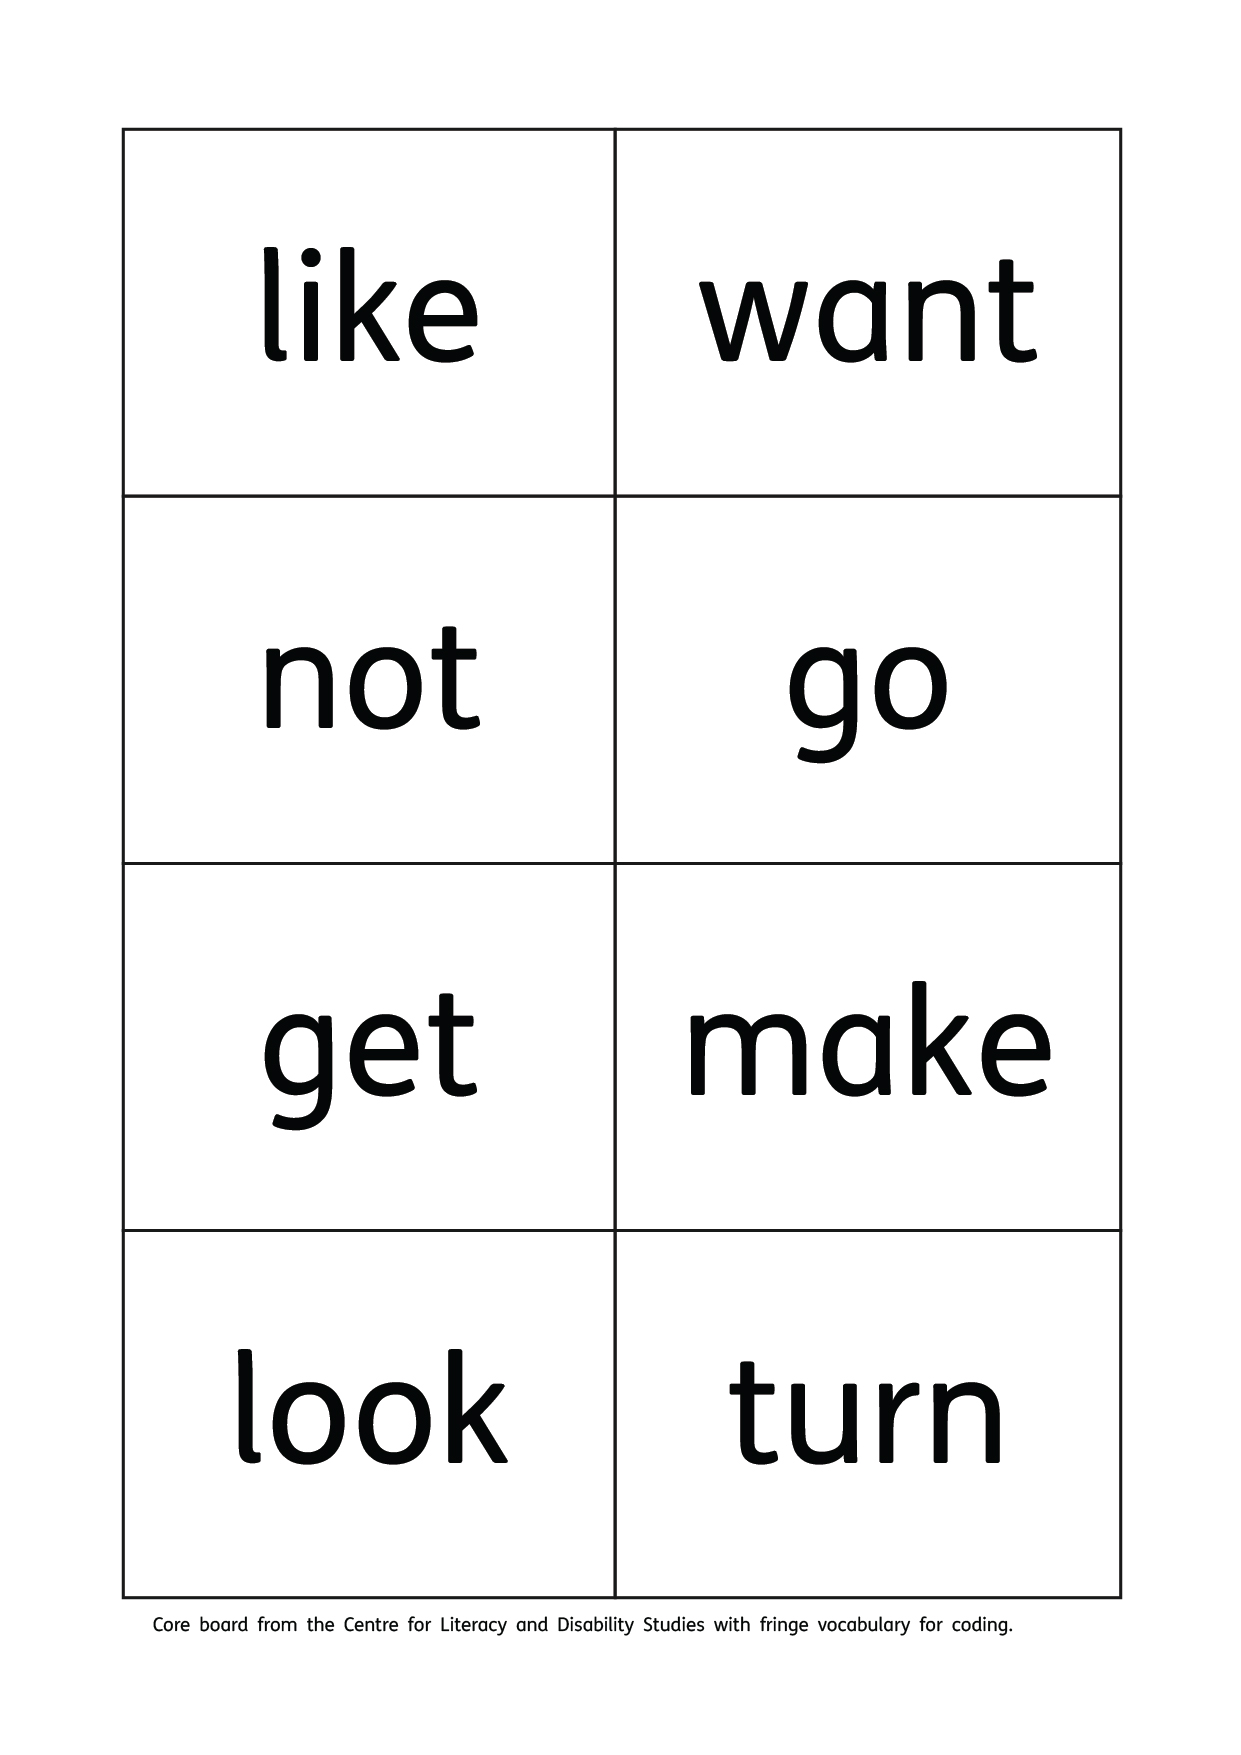 like
want
not
go
get
make
look
turn
Core board from the Centre for Literacy and Disability Studies with fringe vocabulary for coding.